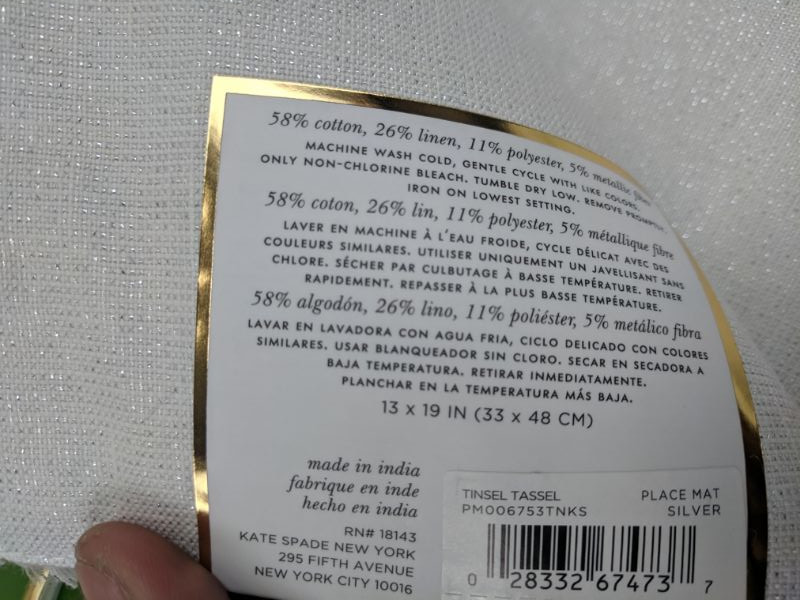 58% cotton, 26% linen, 11% polyester, 5% metallic fiber
MACHINE WASH COLD, GENTLE CYCLE WITH LIKE COLORS.
ONLY NON-CHLORINE BLEACH. TUMBLE DRY LOW. REMOVE PROMPTLY.
IRON ON LOWEST SETTING.
58% coton, 26% lin, 11% polyester, 5% métallique fibre
LAVER EN MACHINE À L'EAU FROIDE, CYCLE DÉLICAT AVEC DES
COULEURS SIMILARES. UTILISER UNIQUEMENT UN JAVELLISANT SANS
CHLORE. SÉCHER PAR CULBUTAGE À BASSE TEMPÉRATURE. RETIRER
RAPIDEMENT. REPASSER À LA PLUS BASSE TEMPÉRATURE.
58% algodón, 26% lino, 11% poliéster, 5% metálico fibra
LAVAR EN LAVADORA CON AGUA FRIA, CICLO DELICADO CON COLORES
SIMILARES. USAR BLANQUEADOR SIN CLORO. SECAR EN SECADORA A
BAJA TEMPERATURA. RETIRAR INMEDIATAMENTE.
PLANCHAR EN LA TEMPERATURA MÁS BAJA.
13 x 19 IN (33 x 48 CM)
made in india
fabrique en inde
hecho en india
RN# 18143
KATE SPADE NEW YORK
295 FIFTH AVENUE
NEW YORK CITY 10016
TINSEL TASSEL PLACE MAT
PM006753TNKS SILVER
0 28332 67473 7